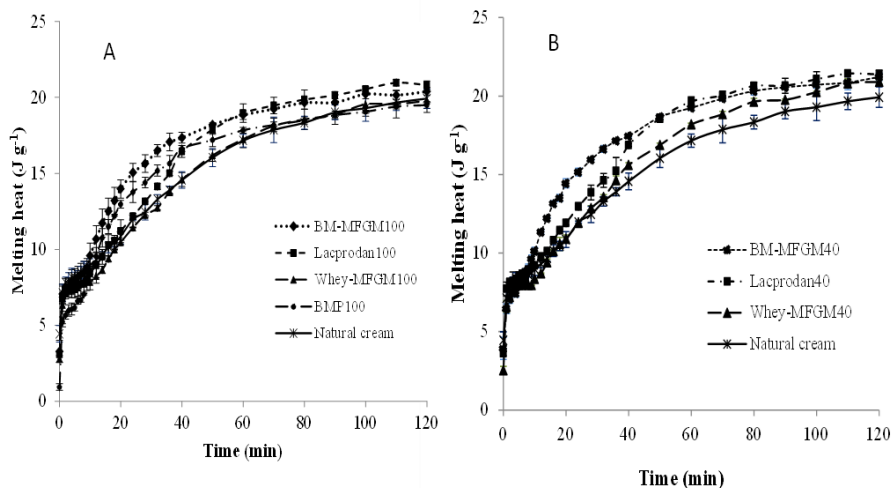 A
Melting heat (J g-1)
25
20
15
10
5
0
BM-MFGM100
Lacprodan100
Whey-MFGM100
BMP100
Natural cream
0 20 40 60 80 100 120
Time (min)
B
Melting heat (J g-1)
25
20
15
10
5
0
BM-MFGM40
Lacprodan40
Whey-MFGM40
Natural cream
0 20 40 60 80 100 120
Time (min)